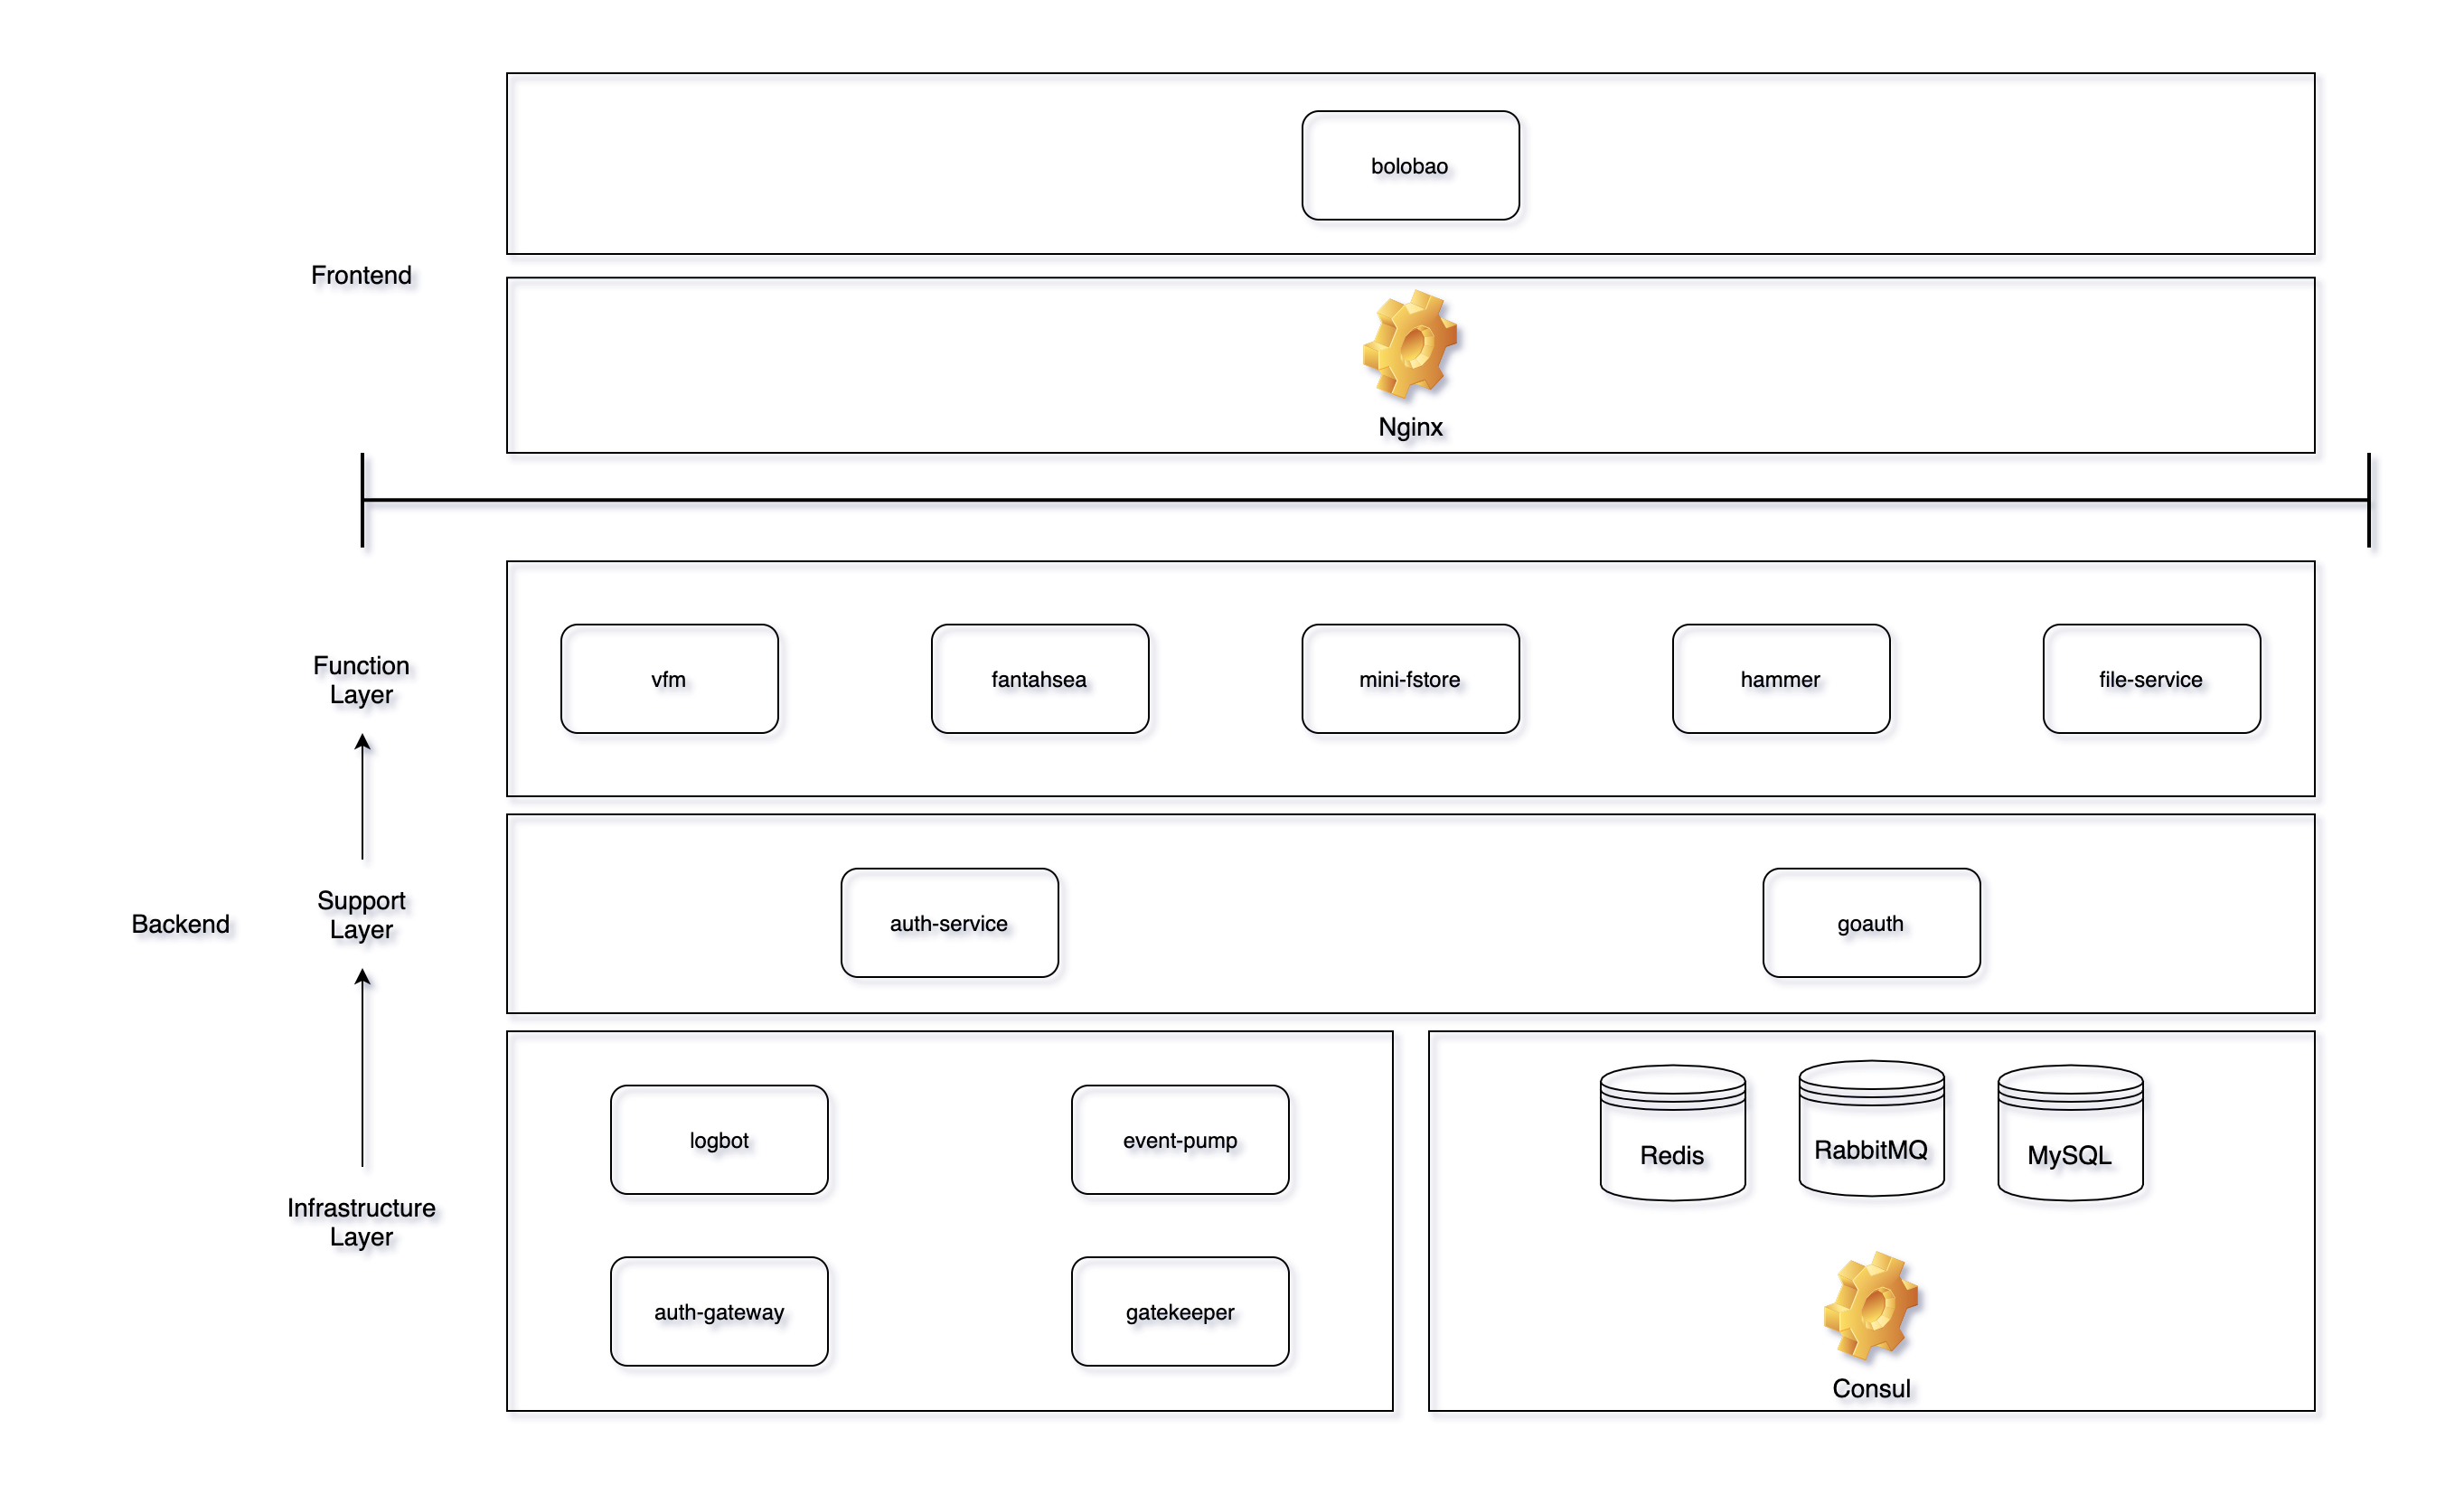 bolobao
Frontend
Nginx
Function
Layer
vfm
fantahsea
mini-fstore
hammer
file-service
Backend
Support
Layer
auth-service
goauth
Infrastructure
Layer
logbot
event-pump
auth-gateway
gatekeeper
Redis
RabbitMQ
MySQL
Consul